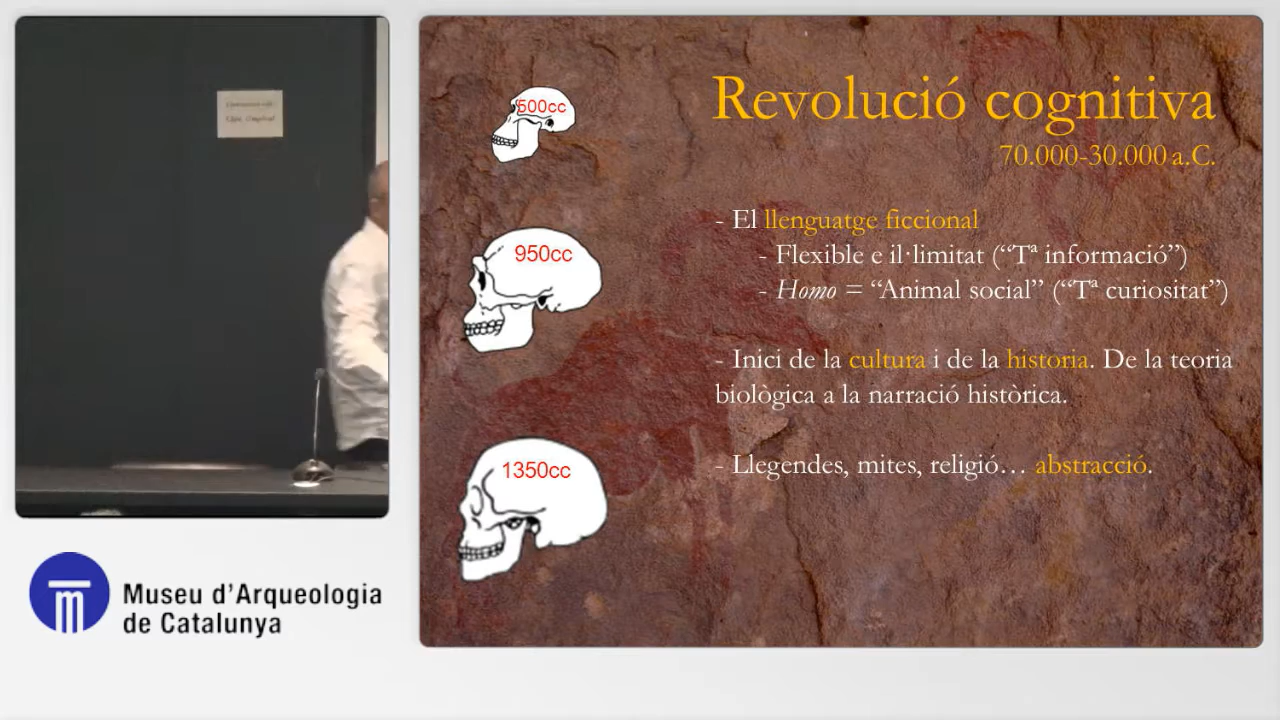 500cc
950cc
1350cc
Revolució cognitiva
70.000-30.000 a.C.
- El llenguatge ficcional
- Flexible e il·limitat (“Tª informació”)
- Homo = “Animal social” (“Tª curiositat”)
- Inici de la cultura i de la historia. De la teoria
biològica a la narració històrica.
- Llegendes, mites, religió… abstracció.
Museu d'Arqueologia
de Catalunya